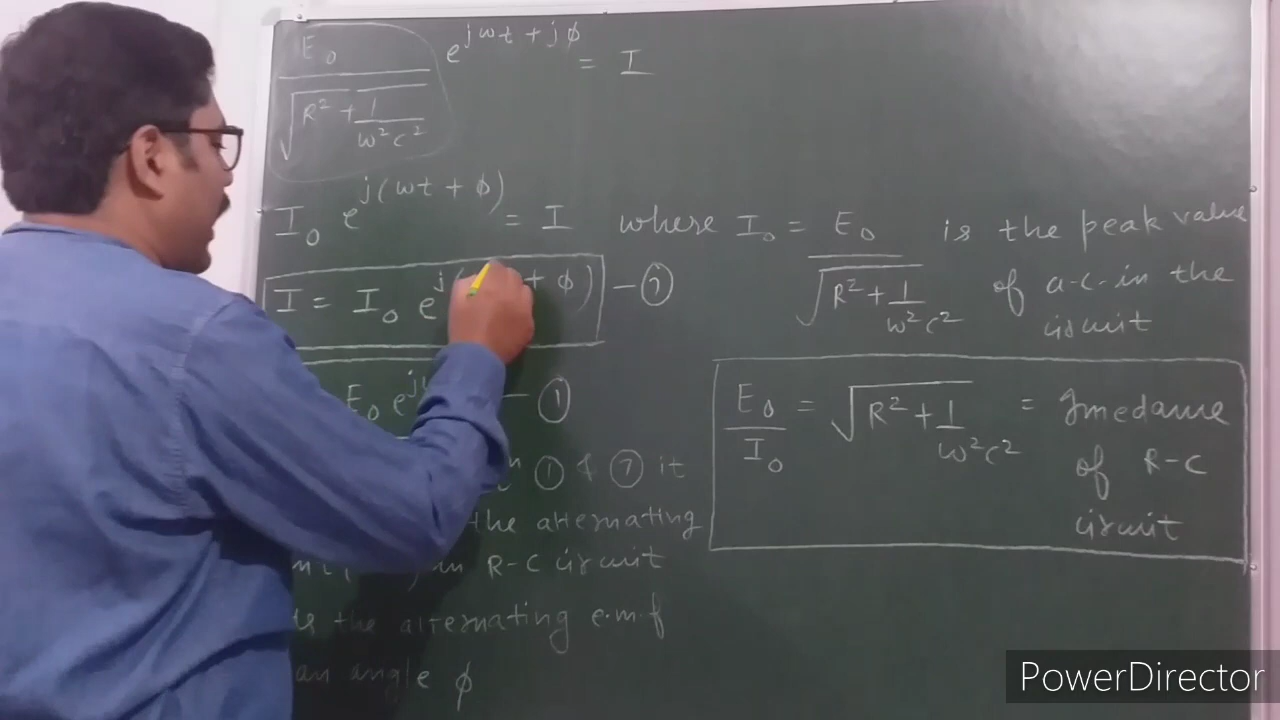 E₀ / √(R² + 1/ω²c²) e^(jωt + jϕ) = I
I₀ e^(j(ωt + ϕ)) = I where I₀ = E₀ / √(R² + 1/ω²c²) is the peak value
of a.c. in the
circuit
I = I₀ e^(j( + ϕ)) — ⑦
E₀ e^(j — ①
① & ⑦ it
the alternating
in R-C circuit
the alternating e.m.f
an angle ϕ
E₀ / I₀ = √(R² + 1/ω²c²) = Imedance
of R-C
circuit
PowerDirector